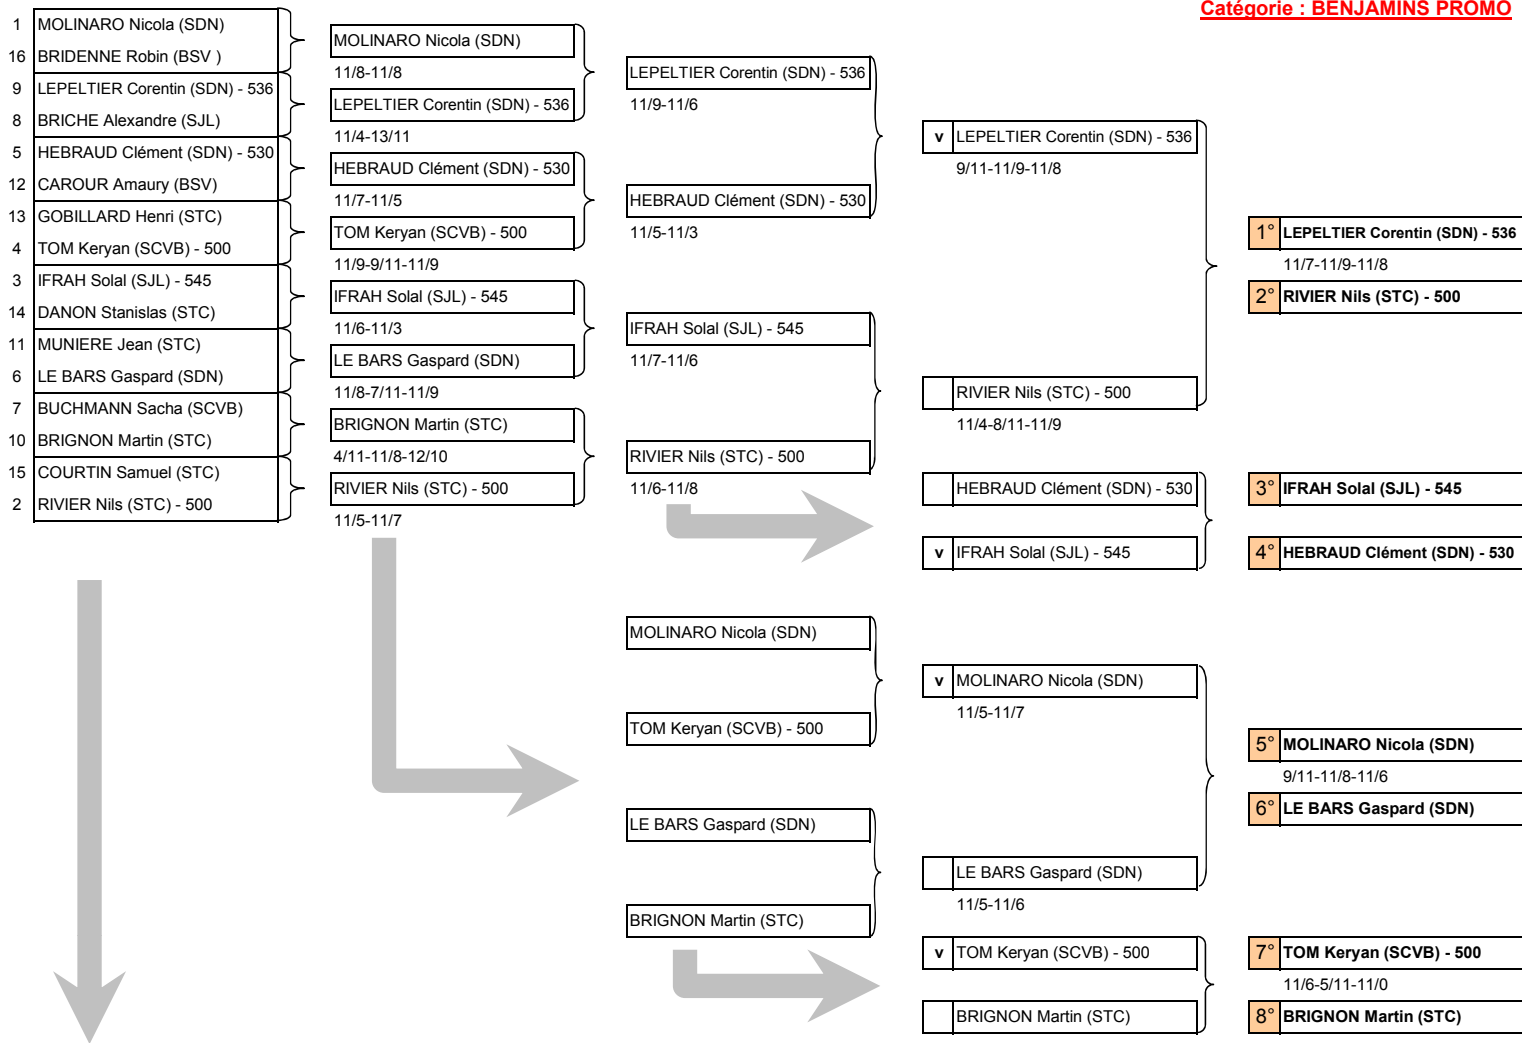 Catégorie : BENJAMINS PROMO
1 MOLINARO Nicola (SDN)
16 BRIDENNE Robin (BSV )
9 LEPELTIER Corentin (SDN) - 536
8 BRICHE Alexandre (SJL)
5 HEBRAUD Clément (SDN) - 530
12 CAROUR Amaury (BSV)
13 GOBILLARD Henri (STC)
4 TOM Keryan (SCVB) - 500
3 IFRAH Solal (SJL) - 545
14 DANON Stanislas (STC)
11 MUNIERE Jean (STC)
6 LE BARS Gaspard (SDN)
7 BUCHMANN Sacha (SCVB)
10 BRIGNON Martin (STC)
15 COURTIN Samuel (STC)
2 RIVIER Nils (STC) - 500
MOLINARO Nicola (SDN)
11/8-11/8
LEPELTIER Corentin (SDN) - 536
11/4-13/11
HEBRAUD Clément (SDN) - 530
11/7-11/5
TOM Keryan (SCVB) - 500
11/9-9/11-11/9
IFRAH Solal (SJL) - 545
11/6-11/3
LE BARS Gaspard (SDN)
11/8-7/11-11/9
BRIGNON Martin (STC)
4/11-11/8-12/10
RIVIER Nils (STC) - 500
11/5-11/7
LEPELTIER Corentin (SDN) - 536
11/9-11/6
HEBRAUD Clément (SDN) - 530
11/5-11/3
IFRAH Solal (SJL) - 545
11/7-11/6
RIVIER Nils (STC) - 500
11/6-11/8
v LEPELTIER Corentin (SDN) - 536
9/11-11/9-11/8
RIVIER Nils (STC) - 500
11/4-8/11-11/9
HEBRAUD Clément (SDN) - 530
v IFRAH Solal (SJL) - 545
1° LEPELTIER Corentin (SDN) - 536
11/7-11/9-11/8
2° RIVIER Nils (STC) - 500
3° IFRAH Solal (SJL) - 545
4° HEBRAUD Clément (SDN) - 530
MOLINARO Nicola (SDN)
TOM Keryan (SCVB) - 500
LE BARS Gaspard (SDN)
BRIGNON Martin (STC)
v MOLINARO Nicola (SDN)
11/5-11/7
LE BARS Gaspard (SDN)
11/5-11/6
v TOM Keryan (SCVB) - 500
BRIGNON Martin (STC)
5° MOLINARO Nicola (SDN)
9/11-11/8-11/6
6° LE BARS Gaspard (SDN)
7° TOM Keryan (SCVB) - 500
11/6-5/11-11/0
8° BRIGNON Martin (STC)